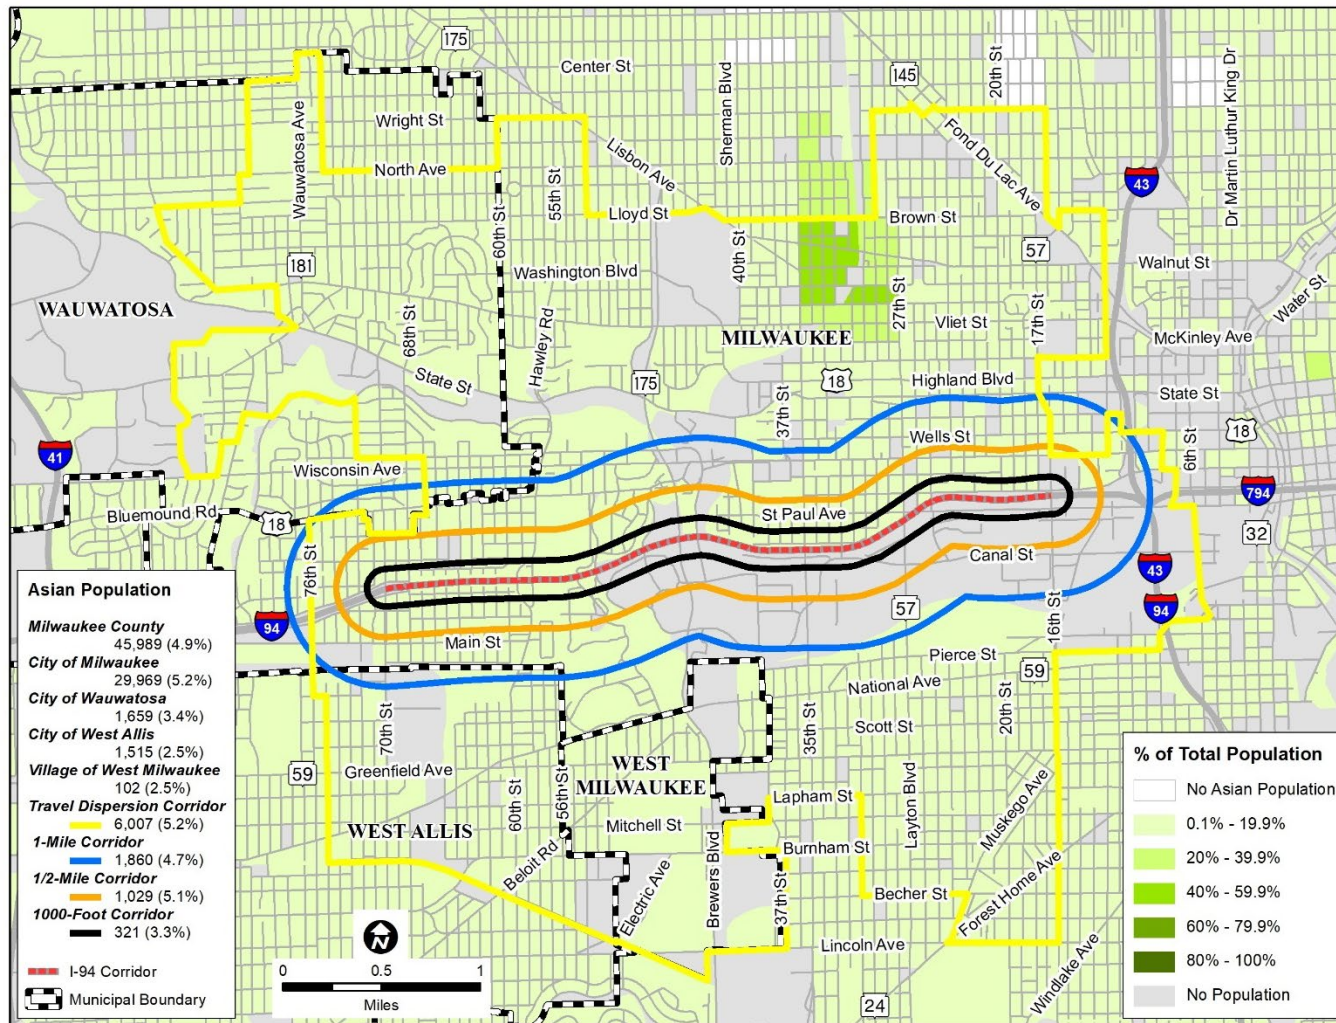 175
Center St
Sherman Blvd
145
20th St
Dr Martin Luthur King Dr
Wauwatosa Ave
Wright St
Fond Du Lac Ave
North Ave
Lisbon Ave
43
55th St
60th St
Lloyd St
Brown St
40th St
57
Walnut St
181
Washington Blvd
27th St
17th St
Water St
WAUWATOSA
68th St
Hawley Rd
MILWAUKEE
Vliet St
McKinley Ave
State St
175
18
Highland Blvd
State St
37th St
41
Wisconsin Ave
Wells St
6th St
18
Bluemound Rd
18
St Paul Ave
794
32
76th St
Canal St
43
94
57
16th St
94
Main St
Pierce St
59
National Ave
70th St
35th St
Scott St
20th St
59
Greenfield Ave
60th St
56th St
WEST
MILWAUKEE
Lapham St
Layton Blvd
Muskego Ave
WEST ALLIS
Mitchell St
Brewers Blvd
Burnham St
Beloit Rd
Electric Ave
37th St
Becher St
Forest Home Ave
Lincoln Ave
Windlake Ave
24
Asian Population
Milwaukee County
45,989 (4.9%)
City of Milwaukee
29,969 (5.2%)
City of Wauwatosa
1,659 (3.4%)
City of West Allis
1,515 (2.5%)
Village of West Milwaukee
102 (2.5%)
Travel Dispersion Corridor
6,007 (5.2%)
1-Mile Corridor
1,860 (4.7%)
1/2-Mile Corridor
1,029 (5.1%)
1000-Foot Corridor
321 (3.3%)
I-94 Corridor
Municipal Boundary
N
0 0.5 1
Miles
% of Total Population
No Asian Population
0.1% - 19.9%
20% - 39.9%
40% - 59.9%
60% - 79.9%
80% - 100%
No Population